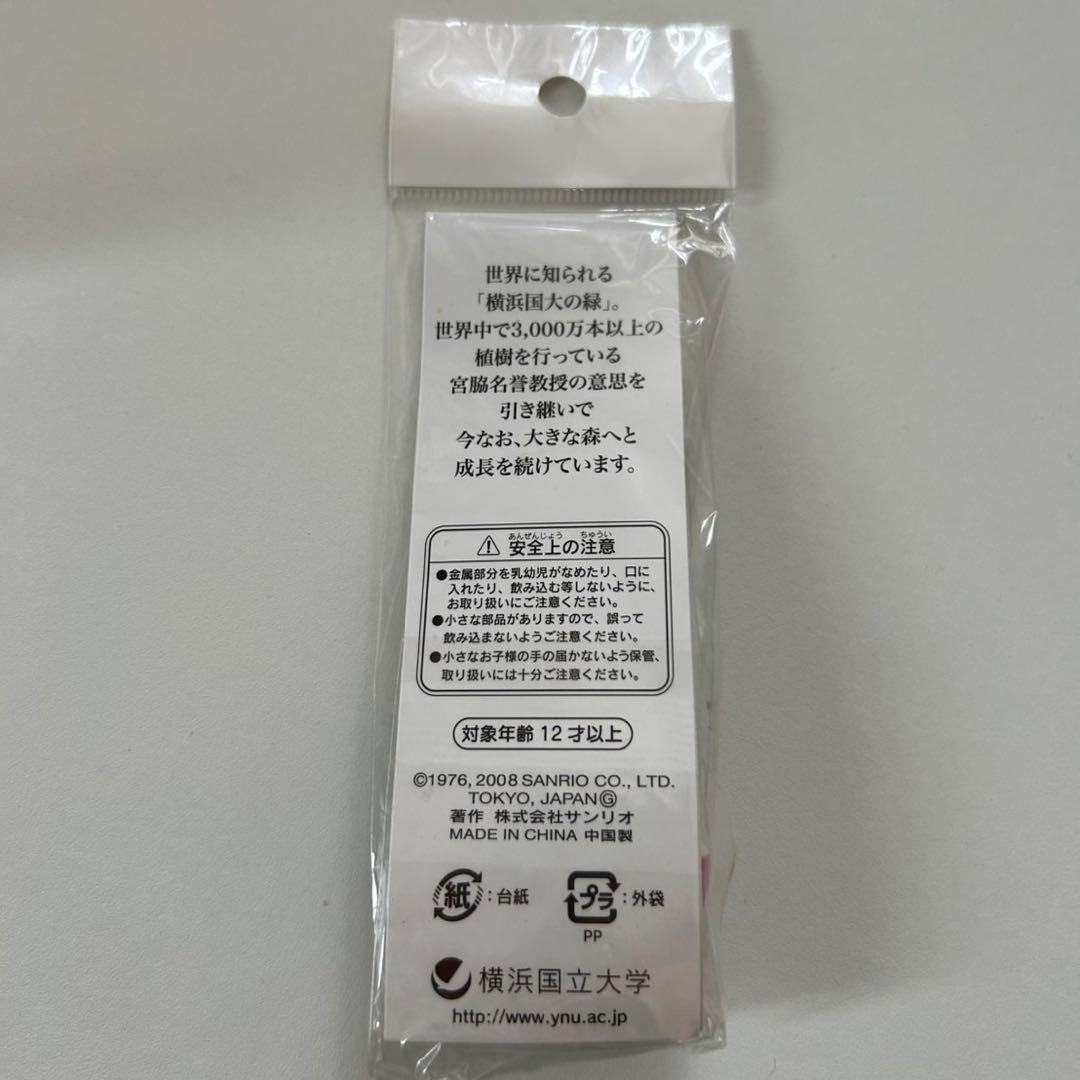 世界に知られる
「横浜国大の緑」。
世界中で3,000万本以上の
植樹を行っている
宮脇名誉教授の意思を
引き継いで
今なお、大きな森へと
成長を続けています。
あんぜんじょう ちゅうい
安全上の注意
●金属部分を乳幼児がなめたり、口に
入れたり、飲み込む等しないように、
お取り扱いにご注意ください。
●小さな部品がありますので、誤って
飲み込まないようご注意ください。
●小さなお子様の手の届かないよう保管、
取り扱いには十分ご注意ください。
対象年齢 12 才以上
©1976, 2008 SANRIO CO., LTD.
TOKYO, JAPAN Ⓖ
著作 株式会社サンリオ
MADE IN CHINA 中国製
紙:台紙 プラ:外袋
PP
横浜国立大学
http://www.ynu.ac.jp